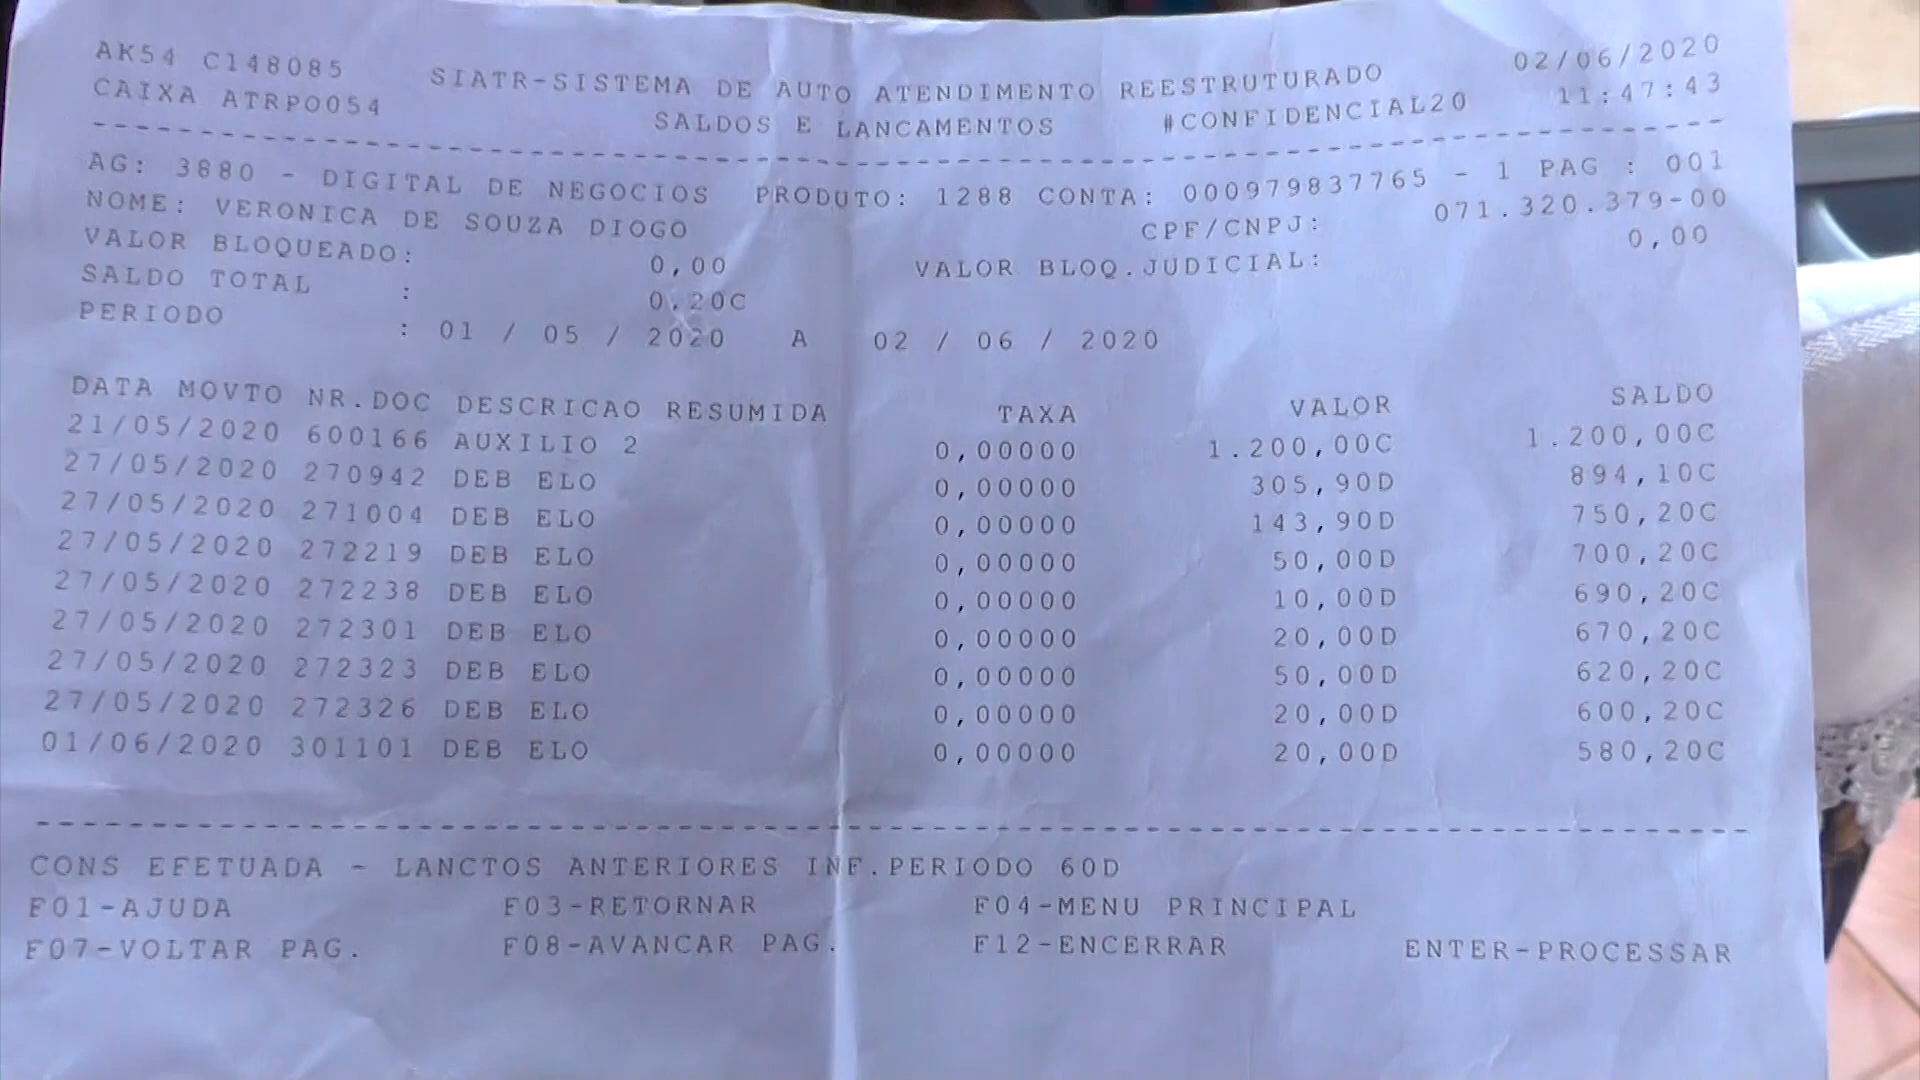 AK54 C148085 SIATR-SISTEMA DE AUTO ATENDIMENTO REESTRUTURADO 02/06/2020
CAIXA ATRPO054 SALDOS E LANCAMENTOS #CONFIDENCIAL20 11:47:43
AG: 3880 - DIGITAL DE NEGOCIOS PRODUTO: 1288 CONTA: 000979837765 - 1 PAG : 001
NOME: VERONICA DE SOUZA DIOGO CPF/CNPJ: 071.320.379-00
VALOR BLOQUEADO: 0,00 VALOR BLOQ.JUDICIAL: 0,00
SALDO TOTAL : 0,20C
PERIODO : 01 / 05 / 2020 A 02 / 06 / 2020
DATA MOVTO NR.DOC DESCRICAO RESUMIDA TAXA VALOR SALDO
21/05/2020 600166 AUXILIO 2 0,00000 1.200,00C 1.200,00C
27/05/2020 270942 DEB ELO 0,00000 305,90D 894,10C
27/05/2020 271004 DEB ELO 0,00000 143,90D 750,20C
27/05/2020 272219 DEB ELO 0,00000 50,00D 700,20C
27/05/2020 272238 DEB ELO 0,00000 10,00D 690,20C
27/05/2020 272301 DEB ELO 0,00000 20,00D 670,20C
27/05/2020 272323 DEB ELO 0,00000 50,00D 620,20C
27/05/2020 272326 DEB ELO 0,00000 20,00D 600,20C
01/06/2020 301101 DEB ELO 0,00000 20,00D 580,20C
CONS EFETUADA - LANCTOS ANTERIORES INF.PERIODO 60D
F01-AJUDA F03-RETORNAR F04-MENU PRINCIPAL
F07-VOLTAR PAG. F08-AVANCAR PAG. F12-ENCERRAR ENTER-PROCESSAR